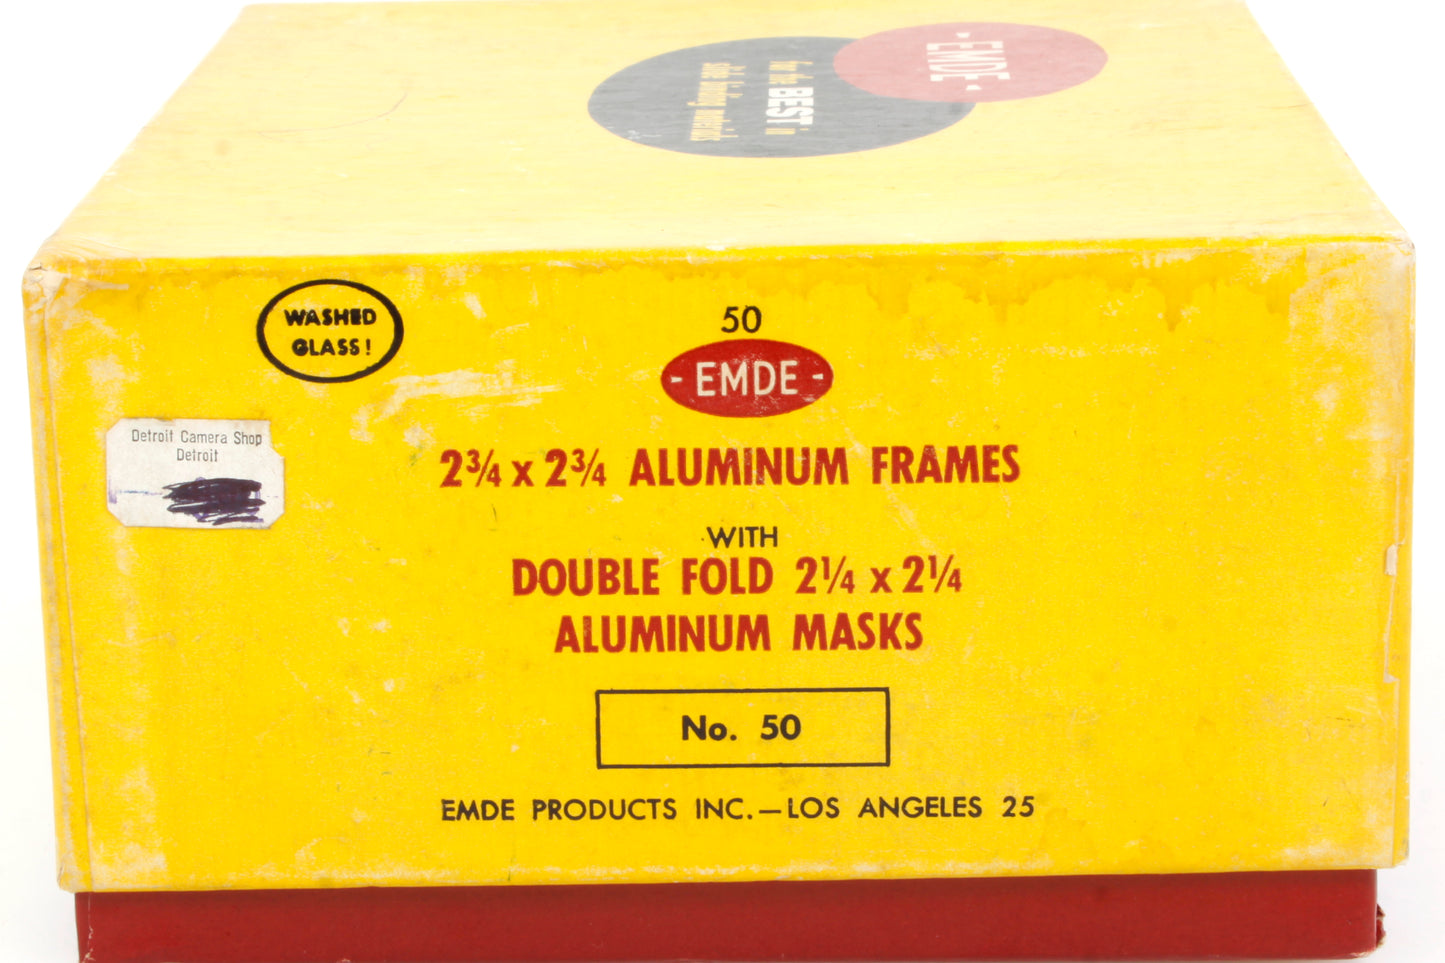 -EMDE-
for the BEST in
slide binding materials
WASHED
GLASS!
50
-EMDE-
Detroit Camera Shop
Detroit
2¾ x 2¾ ALUMINUM FRAMES
WITH
DOUBLE FOLD 2¼ x 2¼
ALUMINUM MASKS
No. 50
EMDE PRODUCTS INC.—LOS ANGELES 25